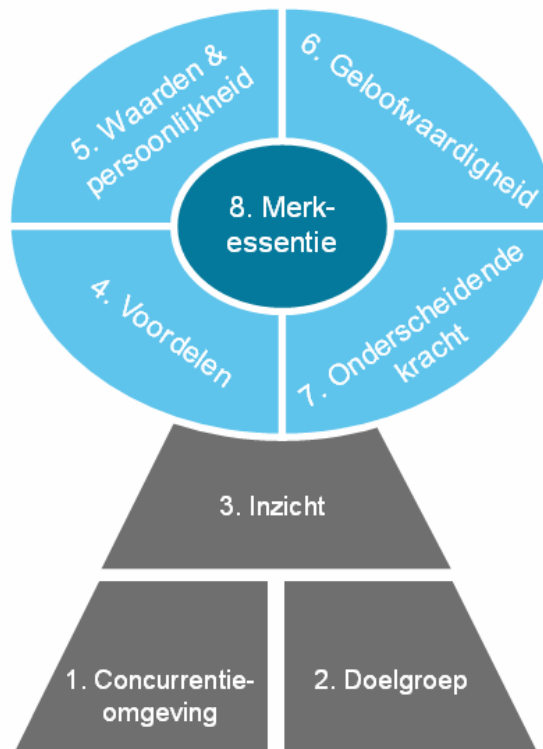 5. Waarden &
persoonlijkheid
6. Geloofwaardigheid
8. Merk-
essentie
4. Voordelen
7. Onderscheidende
kracht
3. Inzicht
1. Concurrentie-
omgeving
2. Doelgroep